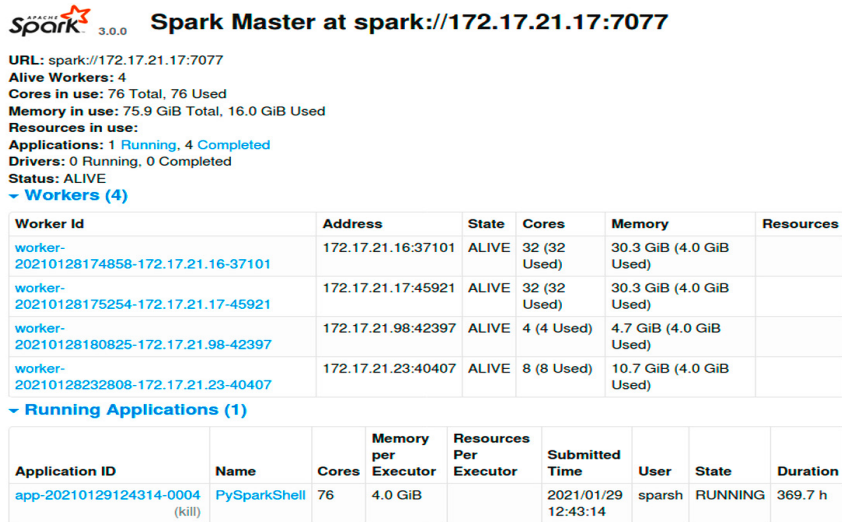 APACHE
Spark 3.0.0 Spark Master at spark://172.17.21.17:7077
URL: spark://172.17.21.17:7077
Alive Workers: 4
Cores in use: 76 Total, 76 Used
Memory in use: 75.9 GiB Total, 16.0 GiB Used
Resources in use:
Applications: 1 Running, 4 Completed
Drivers: 0 Running, 0 Completed
Status: ALIVE
Workers (4)
Worker Id Address State Cores Memory Resources
worker-
20210128174858-172.17.21.16-37101 172.17.21.16:37101 ALIVE 32 (32
Used) 30.3 GiB (4.0 GiB
Used)
worker-
20210128175254-172.17.21.17-45921 172.17.21.17:45921 ALIVE 32 (32
Used) 30.3 GiB (4.0 GiB
Used)
worker-
20210128180825-172.17.21.98-42397 172.17.21.98:42397 ALIVE 4 (4 Used) 4.7 GiB (4.0 GiB
Used)
worker-
20210128232808-172.17.21.23-40407 172.17.21.23:40407 ALIVE 8 (8 Used) 10.7 GiB (4.0 GiB
Used)
Running Applications (1)
Application ID Name Cores Memory
per
Executor Resources
Per
Executor Submitted
Time User State Duration
app-20210129124314-0004
(kill) PySparkShell 76 4.0 GiB 2021/01/29
12:43:14 sparsh RUNNING 369.7 h